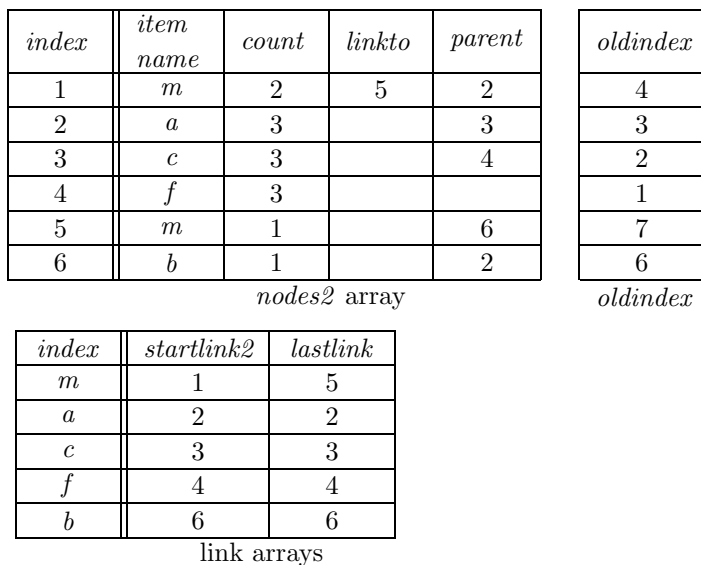 index item name count linkto parent oldindex
1 m 2 5 2 4
2 a 3 3 3
3 c 3 4 2
4 f 3 1
5 m 1 6 7
6 b 1 2 6
nodes2 array oldindex
index startlink2 lastlink
m 1 5
a 2 2
c 3 3
f 4 4
b 6 6
link arrays